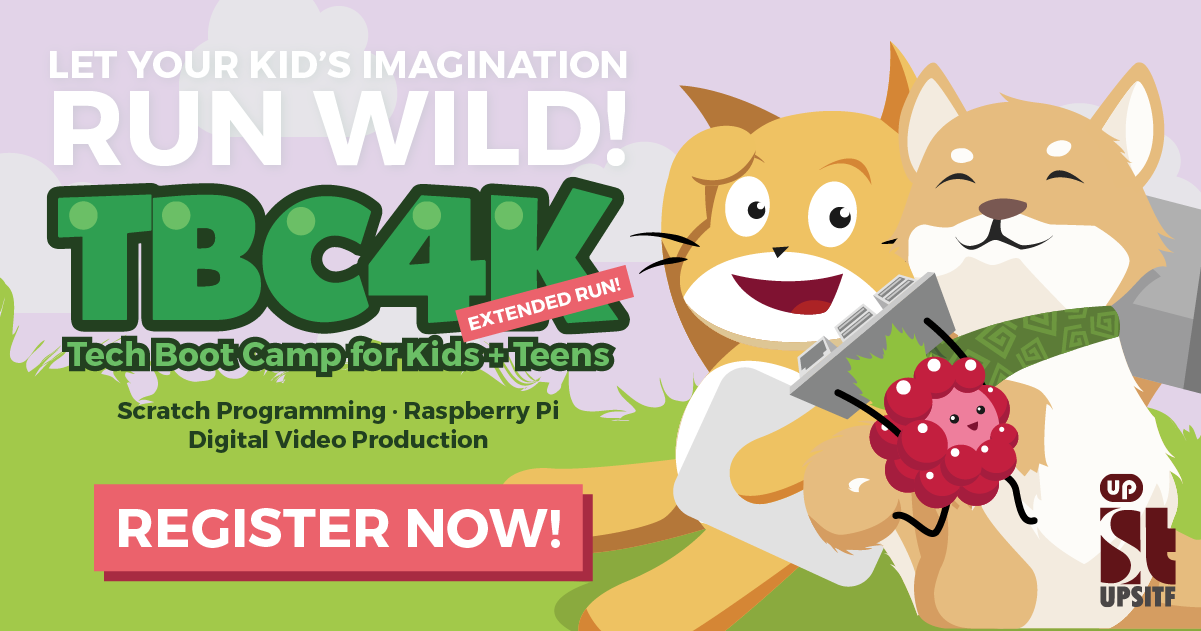 LET YOUR KID'S IMAGINATION
RUN WILD!
TBC4K
EXTENDED RUN!
Tech Boot Camp for Kids + Teens
Scratch Programming · Raspberry Pi
Digital Video Production
REGISTER NOW!
up
st
UPSITF